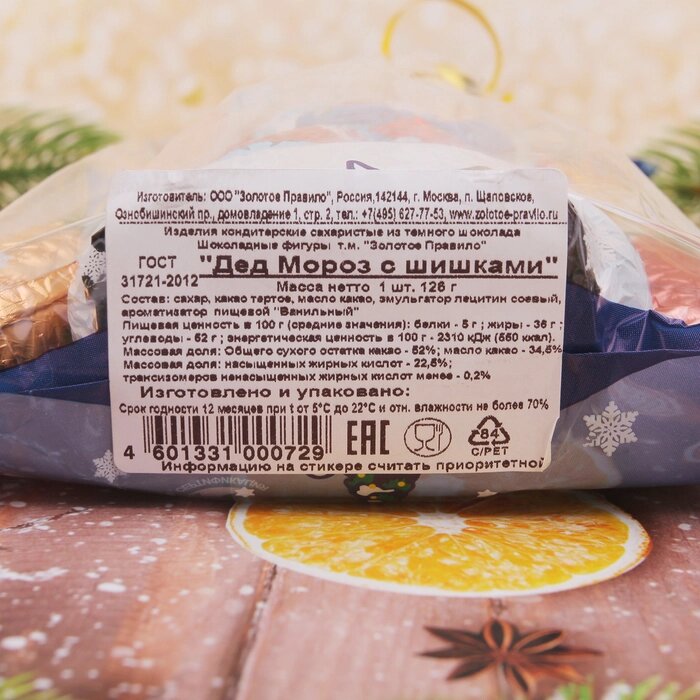 Изготовитель: ООО "Золотое Правило", Россия,142144, г. Москва, п. Щаповское,
Ознобишинский пр., домовладение 1, стр. 2, тел.: +7(495) 627-77-53, www.zolotoe-pravilo.ru
Изделия кондитерские сахаристые из темного шоколада
Шоколадные фигуры т.м. "Золотое Правило"
ГОСТ
31721-2012
"Дед Мороз с шишками"
Масса нетто 1 шт. 126 г
Состав: сахар, какао тертое, масло какао, эмульгатор лецитин соевый,
ароматизатор пищевой "Ванильный"
Пищевая ценность в 100 г (средние значения): белки - 5 г ; жиры - 36 г ;
углеводы - 52 г ; энергетическая ценность в 100 г - 2310 кДж (550 ккал).
Массовая доля: Общего сухого остатка какао - 52%; масло какао - 34,5%
Массовая доля: насыщенных жирных кислот - 22,5%;
трансизомеров ненасыщенных жирных кислот менее - 0,2%
Изготовлено и упаковано:
Срок годности 12 месяцев при t от 5°С до 22°С и отн. влажности не более 70%
4 601331 000729
ЕАС
84
C/PET
Информацию на стикере считать приоритетной